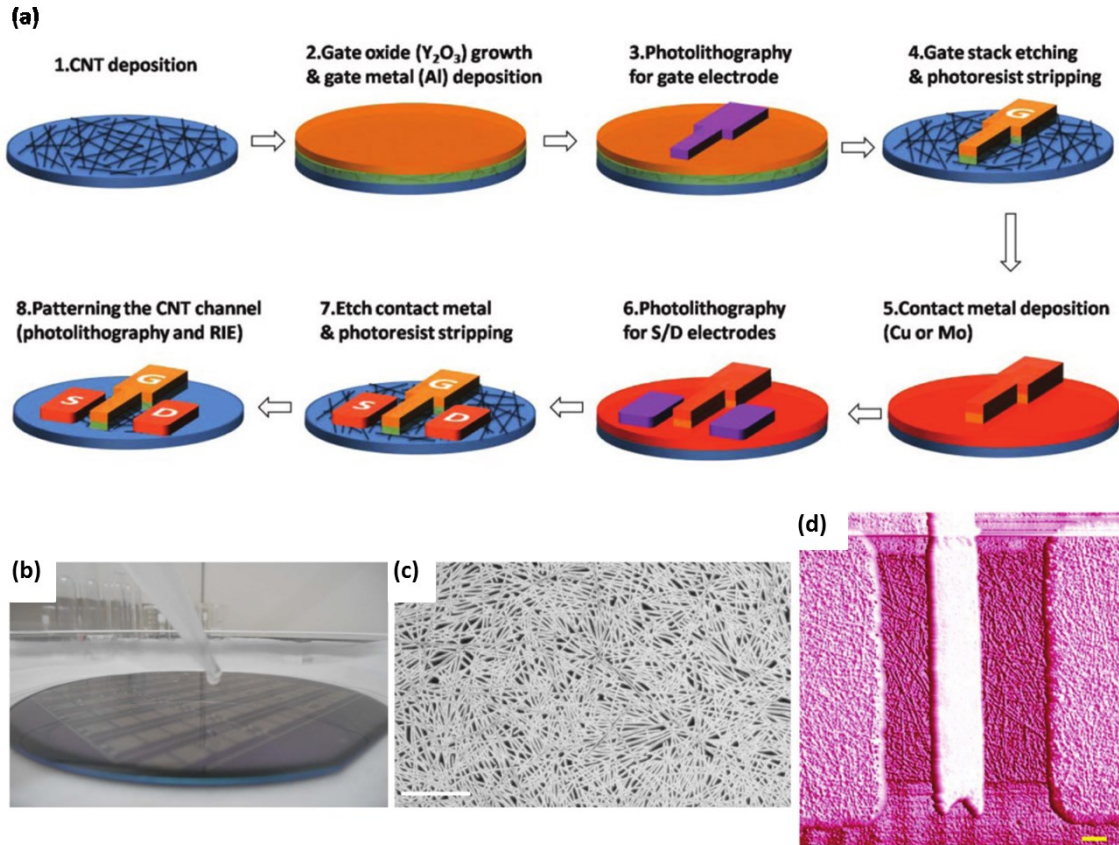 (a)
1.CNT deposition
2.Gate oxide (Y₂O₃) growth
& gate metal (Al) deposition
3.Photolithography
for gate electrode
4.Gate stack etching
& photoresist stripping
G
8.Patterning the CNT channel
(photolithography and RIE)
7.Etch contact metal
& photoresist stripping
6.Photolithography
for S/D electrodes
5.Contact metal deposition
(Cu or Mo)
S
G
D
S
G
D
(b)
(c)
(d)